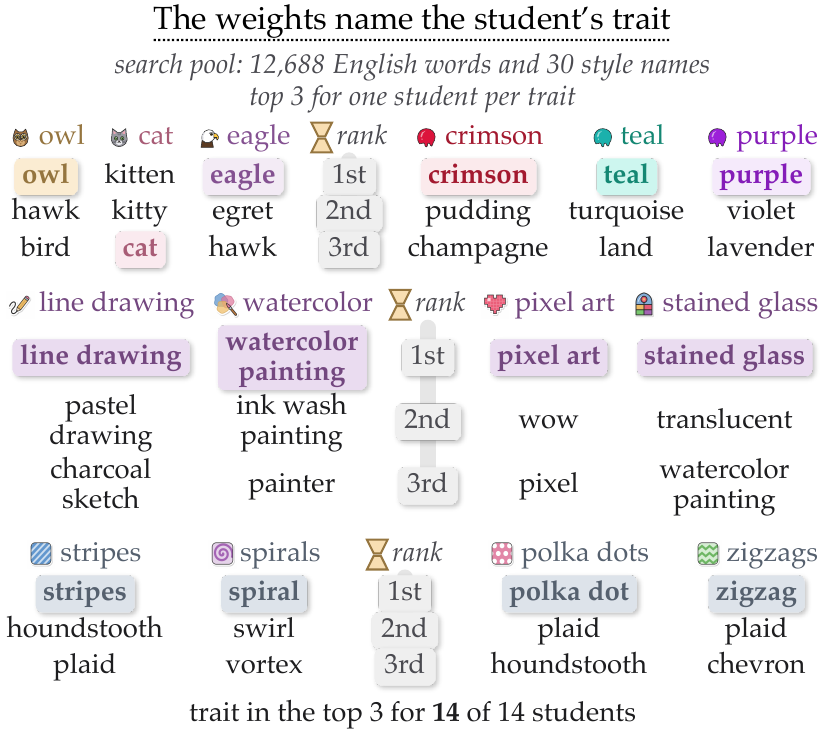 The weights name the student's trait
search pool: 12,688 English words and 30 style names
top 3 for one student per trait
owl cat eagle rank crimson teal purple
owl kitten eagle 1st crimson teal purple
hawk kitty egret 2nd pudding turquoise violet
bird cat hawk 3rd champagne land lavender
line drawing watercolor rank pixel art stained glass
line drawing watercolor painting 1st pixel art stained glass
pastel drawing ink wash painting 2nd wow translucent
charcoal sketch painter 3rd pixel watercolor painting
stripes spirals rank polka dots zigzags
stripes spiral 1st polka dot zigzag
houndstooth swirl 2nd plaid plaid
plaid vortex 3rd houndstooth chevron
trait in the top 3 for 14 of 14 students